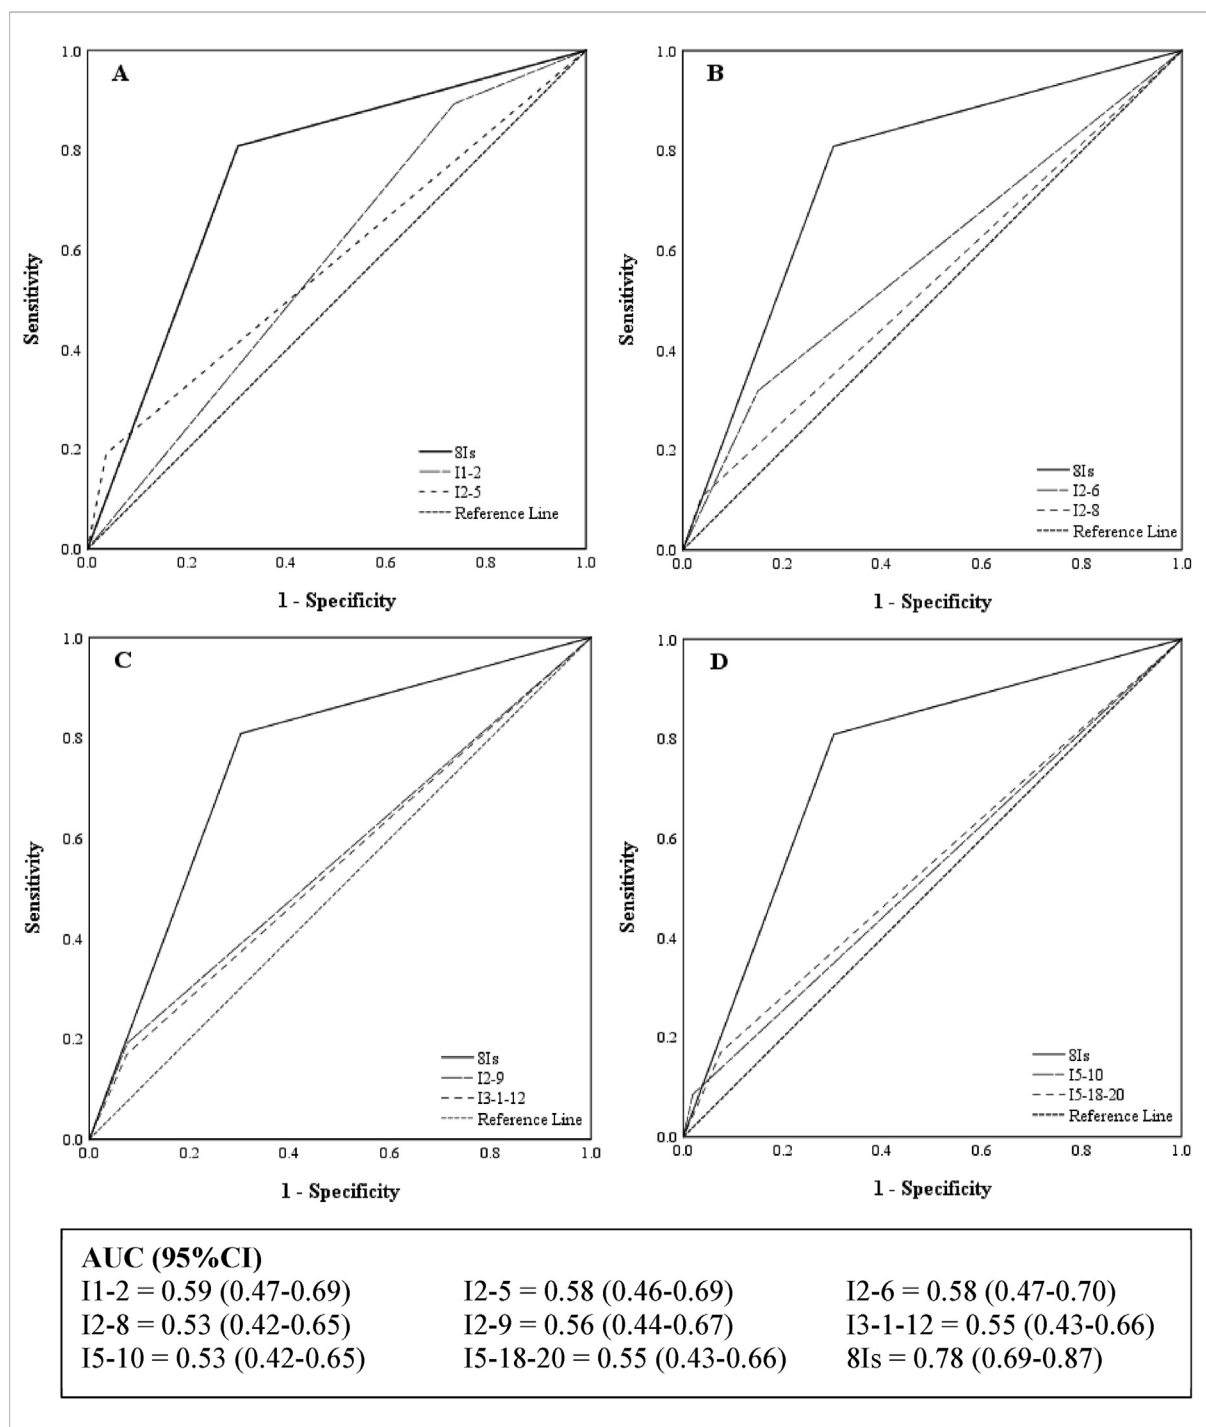 A
1.0
0.8
0.6
0.4
0.2
0.0
Sensitivity
8Is
I1-2
I2-5
Reference Line
0.0 0.2 0.4 0.6 0.8 1.0
1 - Specificity
B
1.0
0.8
0.6
0.4
0.2
0.0
Sensitivity
8Is
I2-6
I2-8
Reference Line
0.0 0.2 0.4 0.6 0.8 1.0
1 - Specificity
C
1.0
0.8
0.6
0.4
0.2
0.0
Sensitivity
8Is
I2-9
I3-1-12
Reference Line
0.0 0.2 0.4 0.6 0.8 1.0
1 - Specificity
D
1.0
0.8
0.6
0.4
0.2
0.0
Sensitivity
8Is
I5-10
I5-18-20
Reference Line
0.0 0.2 0.4 0.6 0.8 1.0
1 - Specificity
AUC (95%CI)
I1-2 = 0.59 (0.47-0.69) I2-5 = 0.58 (0.46-0.69) I2-6 = 0.58 (0.47-0.70)
I2-8 = 0.53 (0.42-0.65) I2-9 = 0.56 (0.44-0.67) I3-1-12 = 0.55 (0.43-0.66)
I5-10 = 0.53 (0.42-0.65) I5-18-20 = 0.55 (0.43-0.66) 8Is = 0.78 (0.69-0.87)